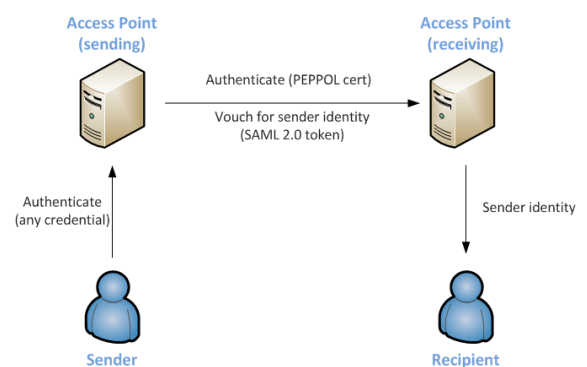 Access Point
(sending)
Access Point
(receiving)
Authenticate (PEPPOL cert)
Vouch for sender identity
(SAML 2.0 token)
Authenticate
(any credential)
Sender identity
Sender
Recipient